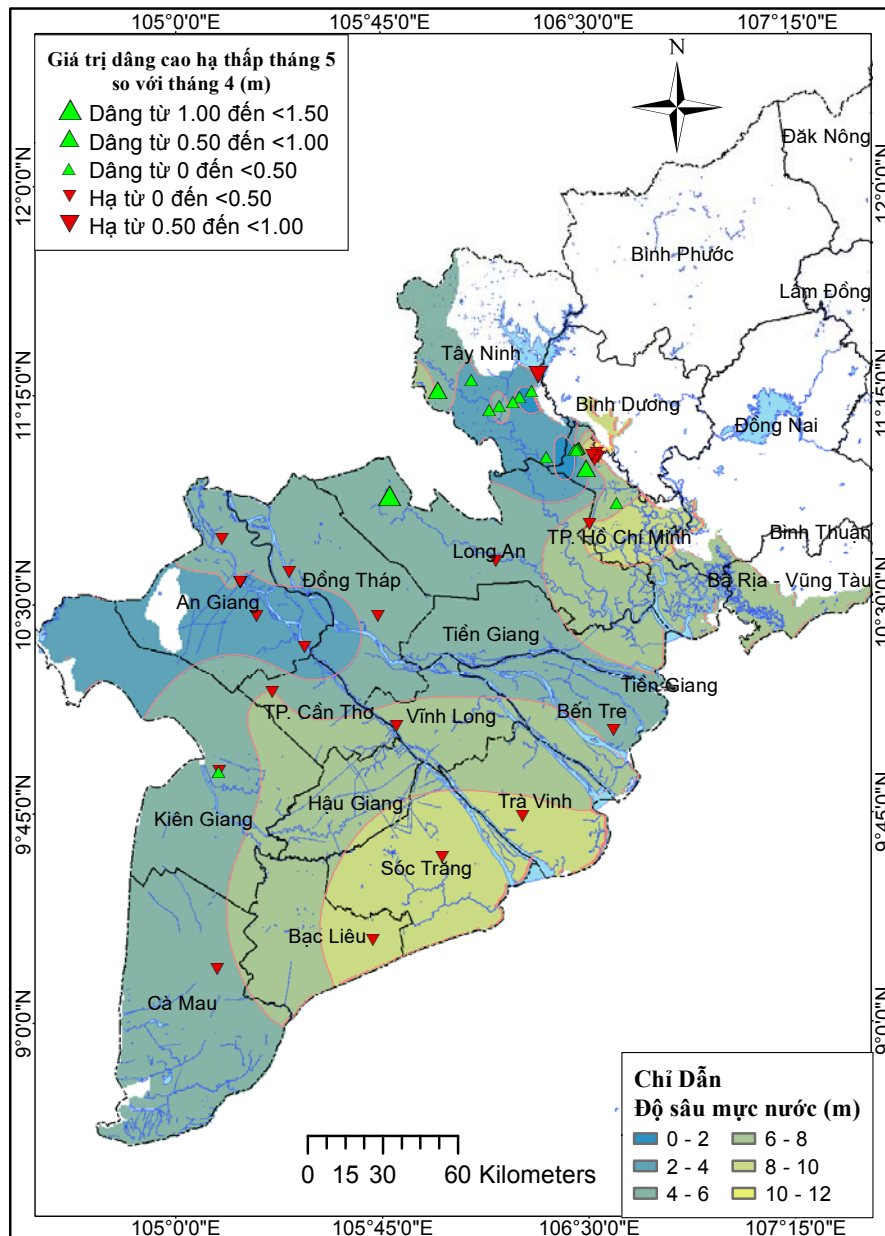 105°0'0"E 105°45'0"E 106°30'0"E 107°15'0"E
Giá trị dâng cao hạ thấp tháng 5
so với tháng 4 (m)
Dâng từ 1.00 đến <1.50
Dâng từ 0.50 đến <1.00
Dâng từ 0 đến <0.50
Hạ từ 0 đến <0.50
Hạ từ 0.50 đến <1.00
N
Đăk Nông
12°0'0"N 12°0'0"N
Bình Phước
Lâm Đồng
Tây Ninh
11°15'0"N 11°15'0"N
Bình Dương
Đồng Nai
Bình Thuận
TP. Hồ Chí Minh
Long An
Đồng Tháp
Bà Rịa - Vũng Tàu
An Giang
10°30'0"N 10°30'0"N
Tiền Giang
Tiền Giang
TP. Cần Thơ
Vĩnh Long
Bến Tre
Hậu Giang
Trà Vinh
Kiên Giang
9°45'0"N 9°45'0"N
Sóc Trăng
Bạc Liêu
Cà Mau
9°0'0"N 9°0'0"N
Chỉ Dẫn
Độ sâu mực nước (m)
0 - 2 6 - 8
2 - 4 8 - 10
4 - 6 10 - 12
0 15 30 60 Kilometers
105°0'0"E 105°45'0"E 106°30'0"E 107°15'0"E